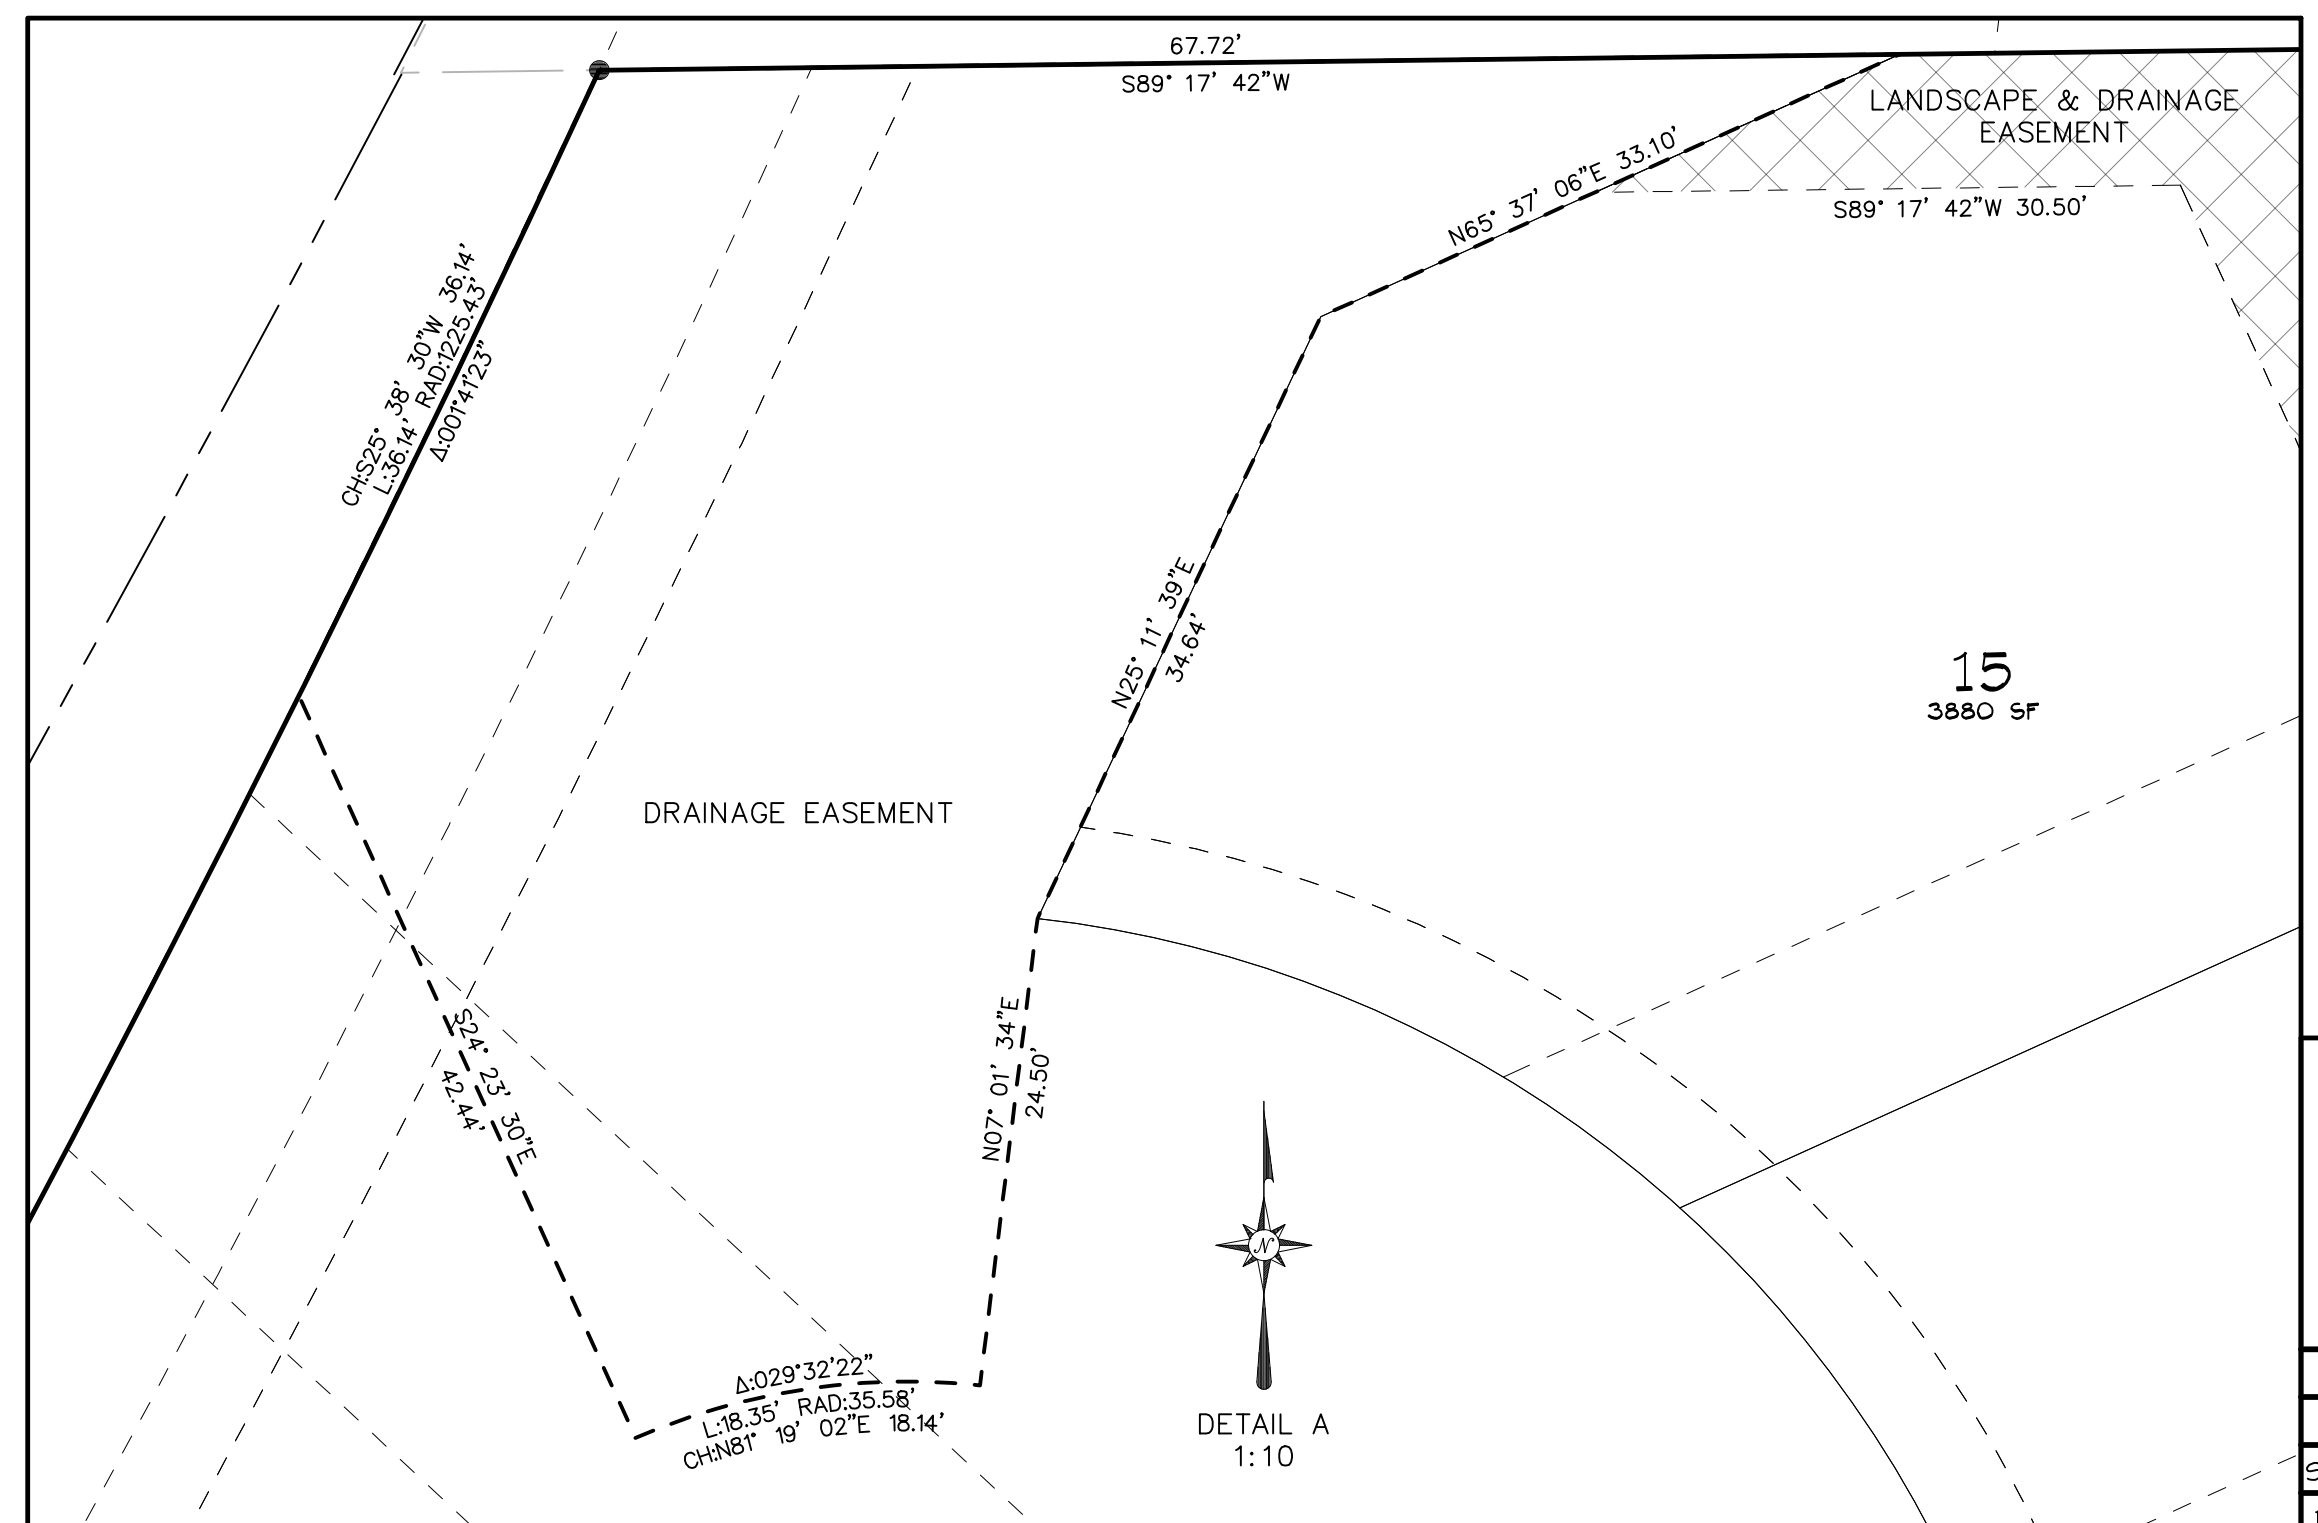 67.72'
S89° 17' 42"W
LANDSCAPE & DRAINAGE
EASEMENT
N65° 37' 06"E 33.10'
S89° 17' 42"W 30.50'
CH:S25° 38' 30"W 36.14'
L:36.14' RAD:1225.43'
Δ:001°41'23"
N25° 11' 39"E
34.64'
15
3880 SF
DRAINAGE EASEMENT
S24° 23' 30"E
42.44'
N07° 01' 34"E
24.50'
N
Δ:029°32'22"
L:18.35' RAD:35.58'
CH:N81° 19' 02"E 18.14'
DETAIL A
1:10